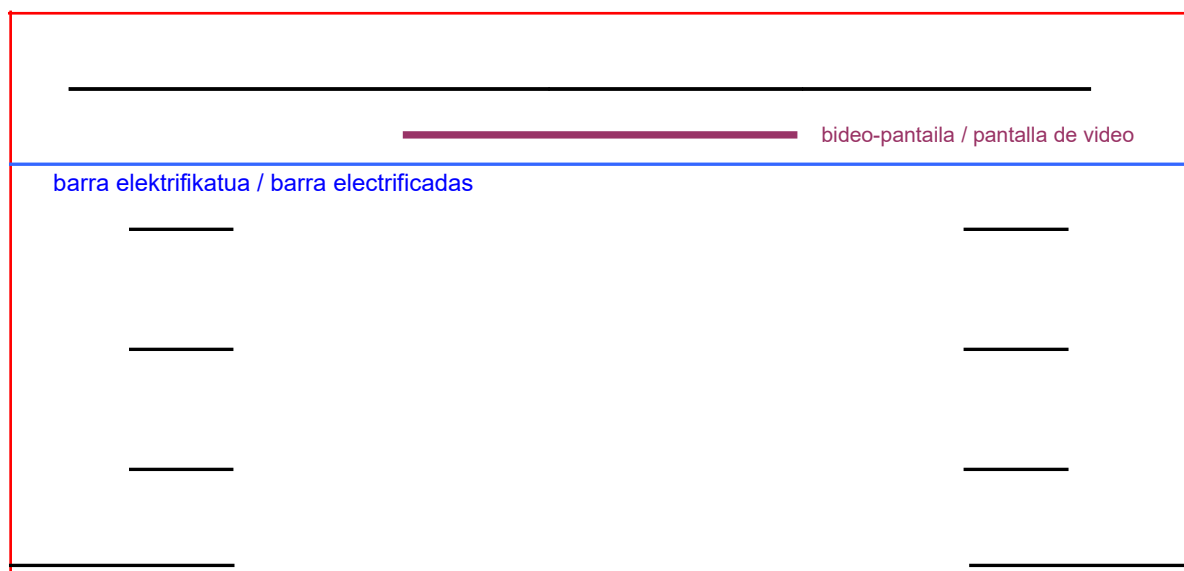 bideo-pantaila / pantalla de video
barra elektrifikatua / barra electrificadas